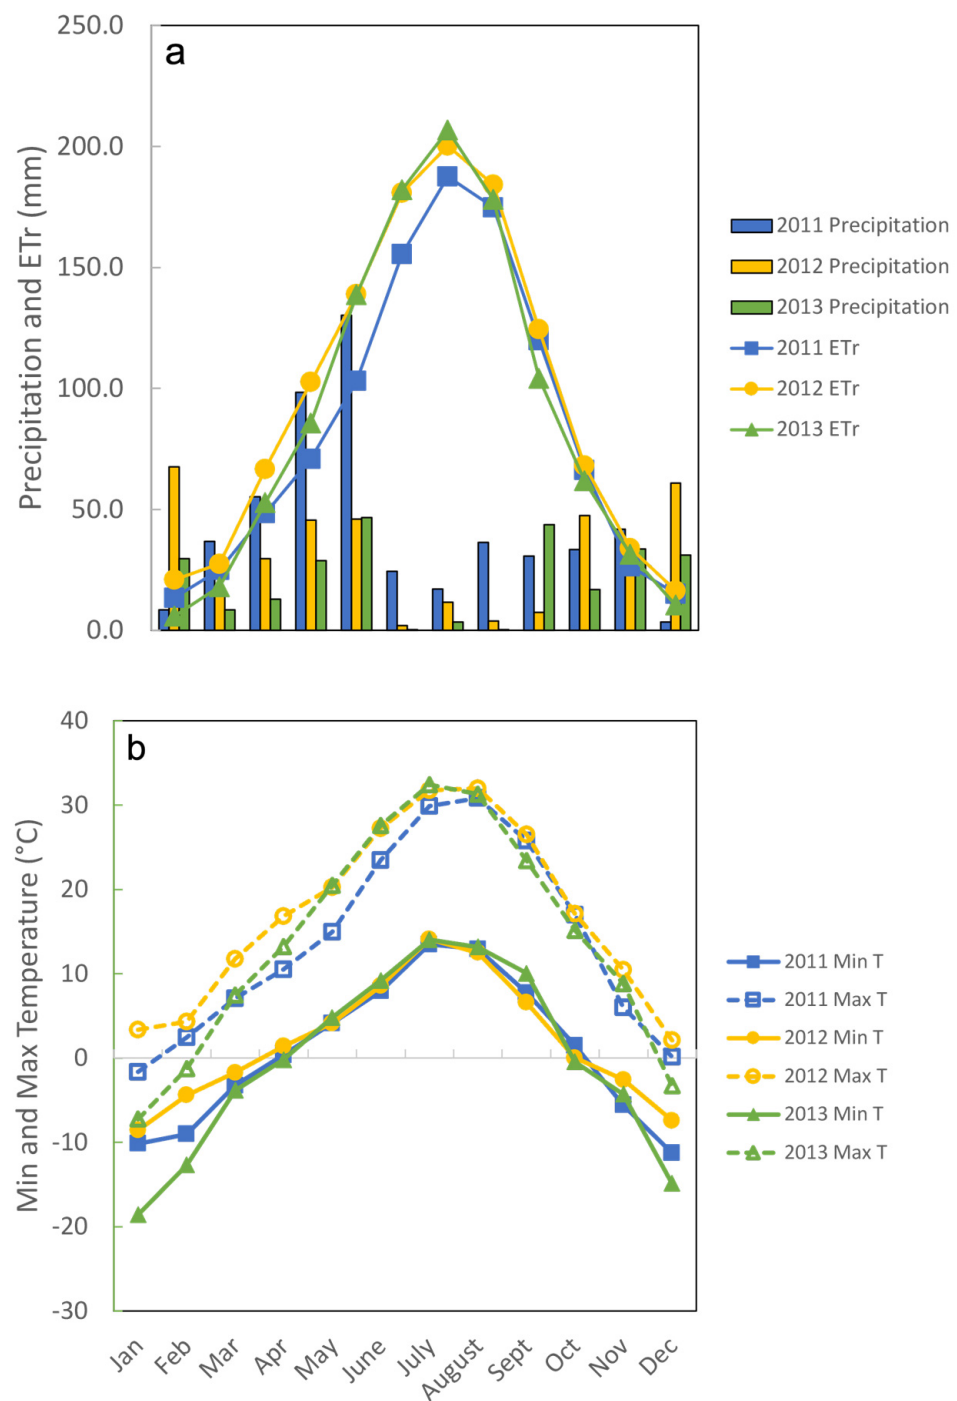 a
250.0
200.0
150.0
100.0
50.0
0.0
Precipitation and ETr (mm)
2011 Precipitation
2012 Precipitation
2013 Precipitation
2011 ETr
2012 ETr
2013 ETr
b
40
30
20
10
0
-10
-20
-30
Min and Max Temperature (°C)
2011 Min T
2011 Max T
2012 Min T
2012 Max T
2013 Min T
2013 Max T
Jan
Feb
Mar
Apr
May
June
July
August
Sept
Oct
Nov
Dec